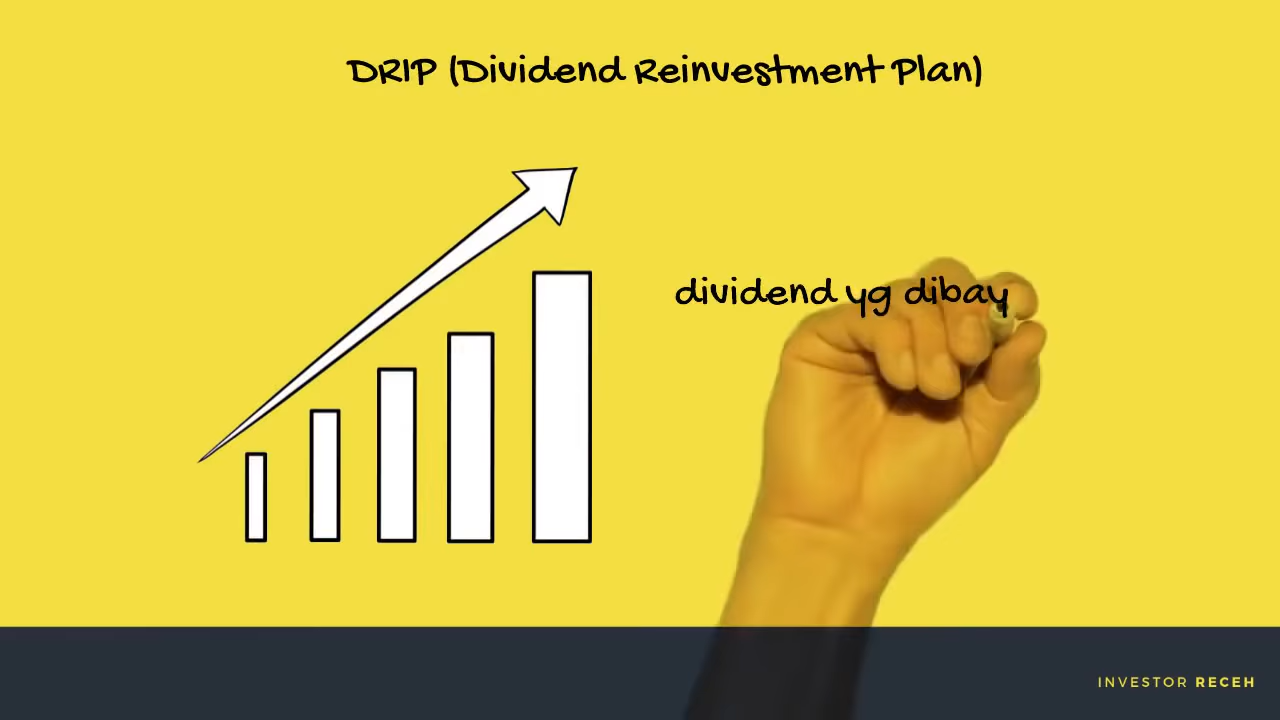 DRIP (Dividend Reinvestment Plan)
dividend yg dibay
INVESTOR RECEH